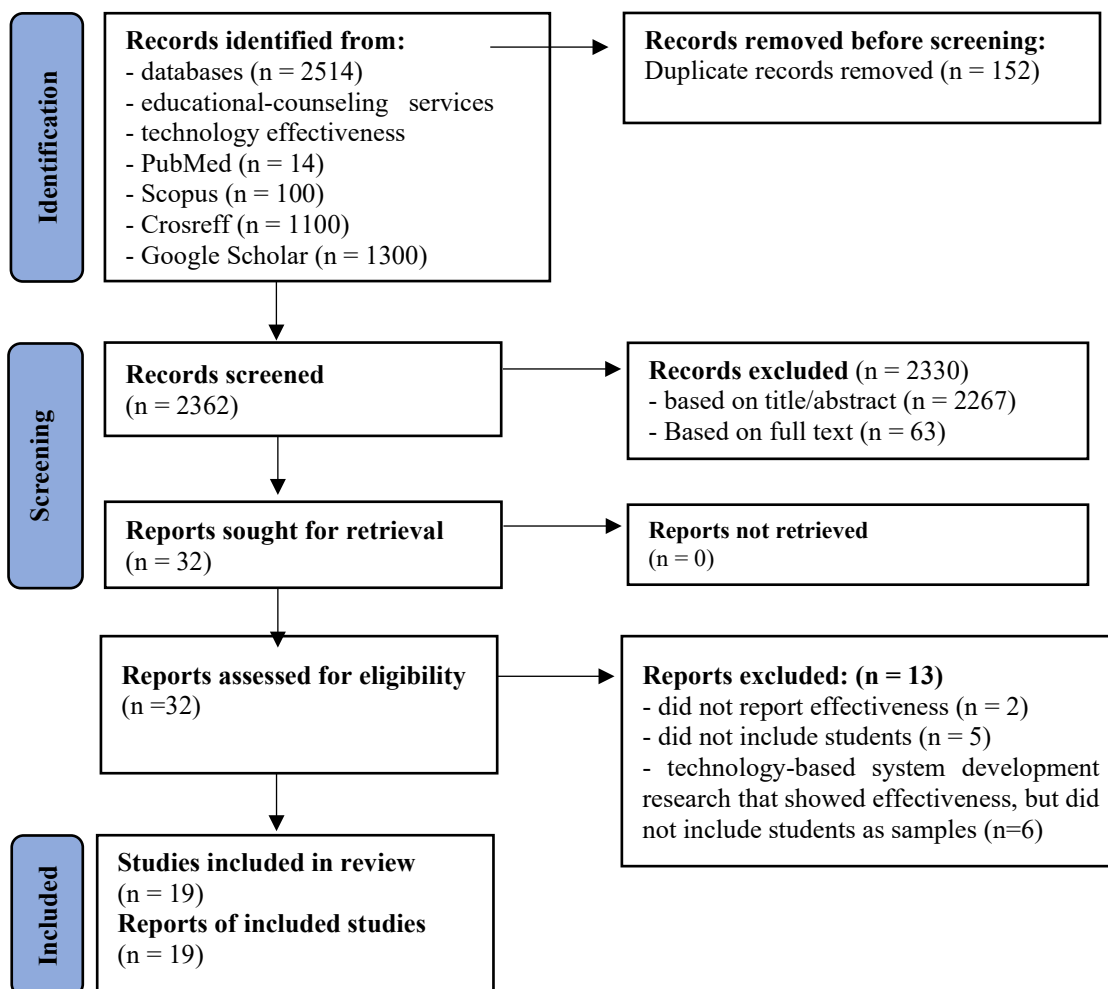 Identification
Records identified from:
- databases (n = 2514)
- educational-counseling services
- technology effectiveness
- PubMed (n = 14)
- Scopus (n = 100)
- Crosreff (n = 1100)
- Google Scholar (n = 1300)
Records removed before screening:
Duplicate records removed (n = 152)
Screening
Records screened
(n = 2362)
Records excluded (n = 2330)
- based on title/abstract (n = 2267)
- Based on full text (n = 63)
Reports sought for retrieval
(n = 32)
Reports not retrieved
(n = 0)
Reports assessed for eligibility
(n =32)
Reports excluded: (n = 13)
- did not report effectiveness (n = 2)
- did not include students (n = 5)
- technology-based system development
research that showed effectiveness, but did
not include students as samples (n=6)
Included
Studies included in review
(n = 19)
Reports of included studies
(n = 19)